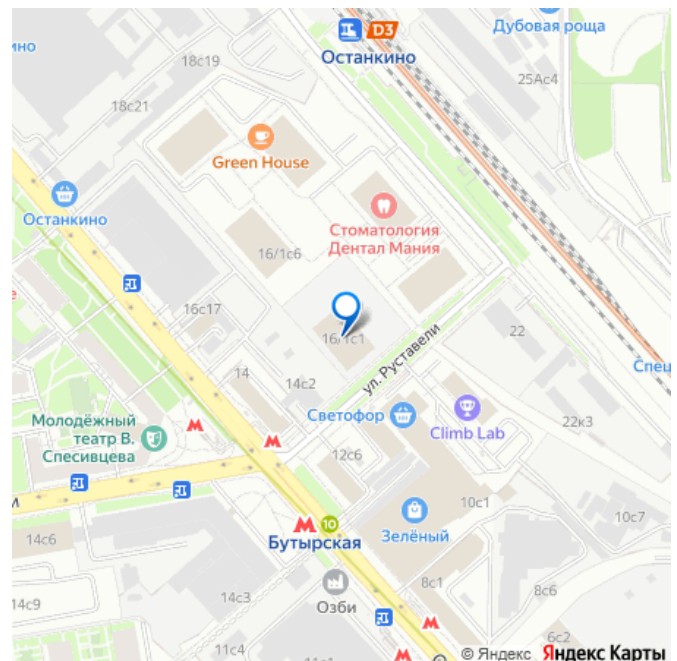 D3
Останкино
Дубовая роща
ино
18с19
25Ас4
18с21
Green House
Останкино
Стоматология
Дентал Мания
16/1с6
е
16с17
16/1с1
22
ул. Руставели
Спец
14
14с2
Светофор
Climb Lab
22к3
Молодёжный
театр В.
Спесивцева
М
М
12с6
м
10с1
10с7
М
10
Бутырская
Зелёный
14с6
8с1
8с6
14с3
Озби
14с9
М
6с2
11с4
М
© Яндекс Яндекс Карты